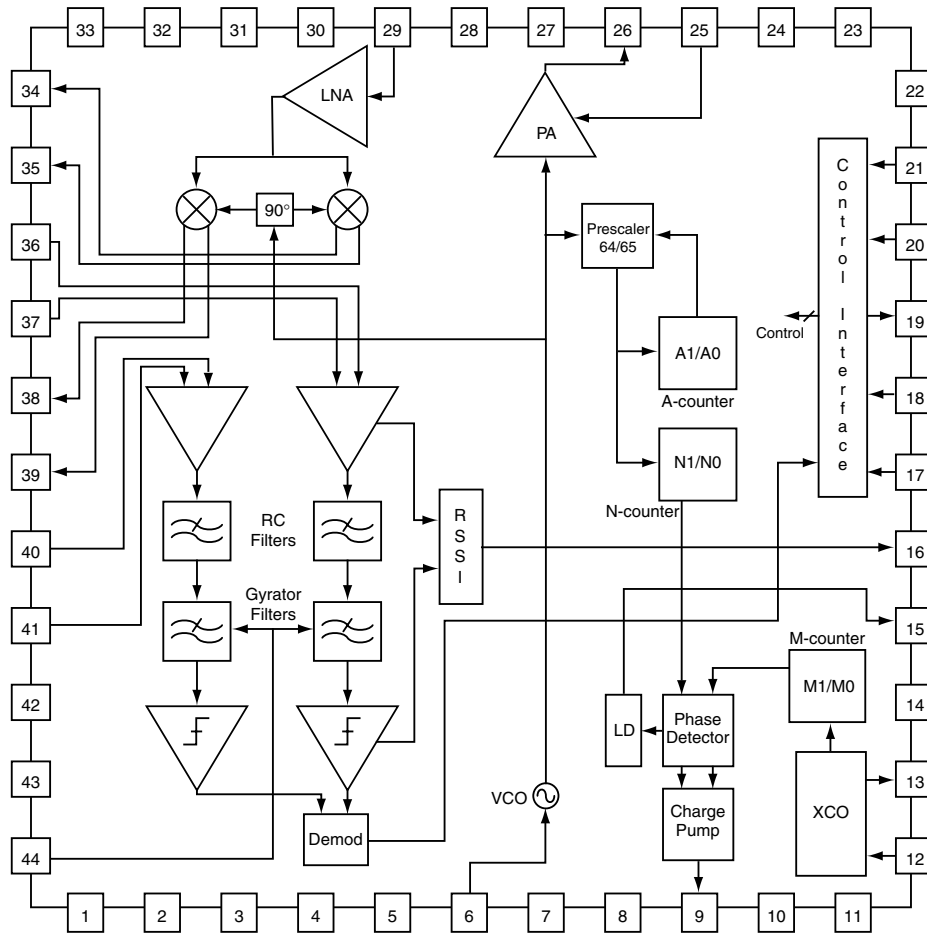 33 32 31 30 29 28 27 26 25 24 23
34
LNA
PA
22
35
21
90°
Control Interface
36
Prescaler
64/65
20
37
Control
19
A1/A0
A-counter
38
18
39
N1/N0
N-counter
17
RC
Filters
RSSI
40
16
Gyrator
Filters
41
15
M-counter
M1/M0
42
14
LD
Phase
Detector
43
13
VCO
XCO
Charge
Pump
Demod
44
12
1 2 3 4 5 6 7 8 9 10 11